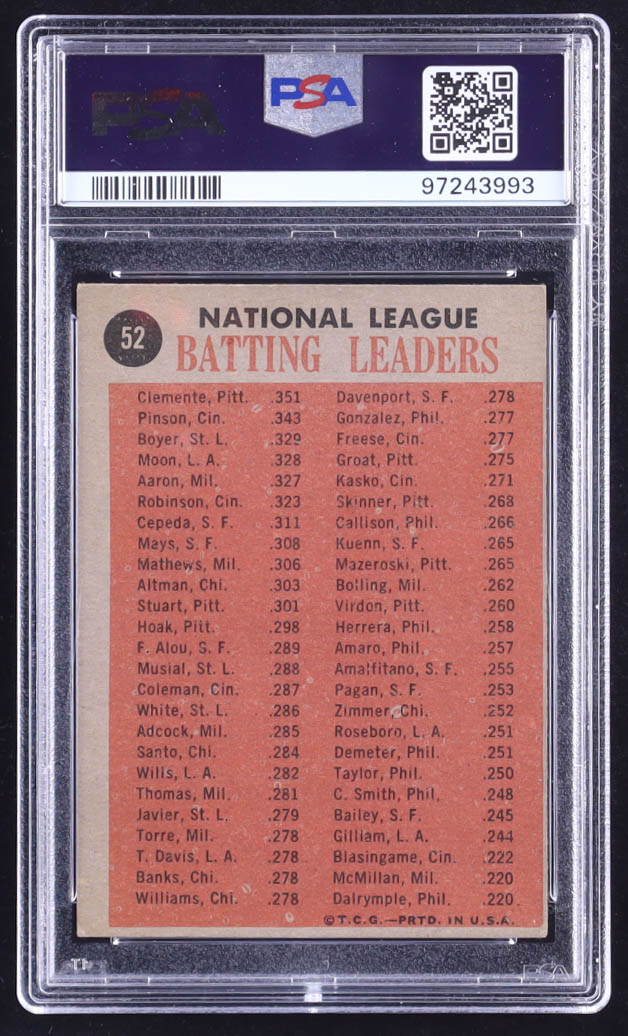 PSA
PSA
97243993
52
NATIONAL LEAGUE
BATTING LEADERS
Clemente, Pitt. .351
Pinson, Cin. .343
Boyer, St. L. .329
Moon, L. A. .328
Aaron, Mil. .327
Robinson, Cin. .323
Cepeda, S. F. .311
Mays, S. F. .308
Mathews, Mil. .306
Altman, Chi. .303
Stuart, Pitt. .301
Hoak, Pitt. .298
F. Alou, S. F. .289
Musial, St. L. .288
Coleman, Cin. .287
White, St. L. .286
Adcock, Mil. .285
Santo, Chi. .284
Wills, L. A. .282
Thomas, Mil. .281
Javier, St. L. .279
Torre, Mil. .278
T. Davis, L. A. .278
Banks, Chi. .278
Williams, Chi. .278
Davenport, S. F. .278
Gonzalez, Phil. .277
Freese, Cin. .277
Groat, Pitt. .275
Kasko, Cin. .271
Skinner, Pitt. .268
Callison, Phil. .266
Kuenn, S. F. .265
Mazeroski, Pitt. .265
Bolling, Mil. .262
Virdon, Pitt. .260
Herrera, Phil. .258
Amaro, Phil. .257
Amalfitano, S. F. .255
Pagan, S. F. .253
Zimmer, Chi. .252
Roseboro, L. A. .251
Demeter, Phil. .251
Taylor, Phil. .250
C. Smith, Phil. .248
Bailey, S. F. .245
Gilliam, L. A. .244
Blasingame, Cin. .222
McMillan, Mil. .220
Dalrymple, Phil. .220
©T.C.G.—PRTD. IN U.S.A.
PSA